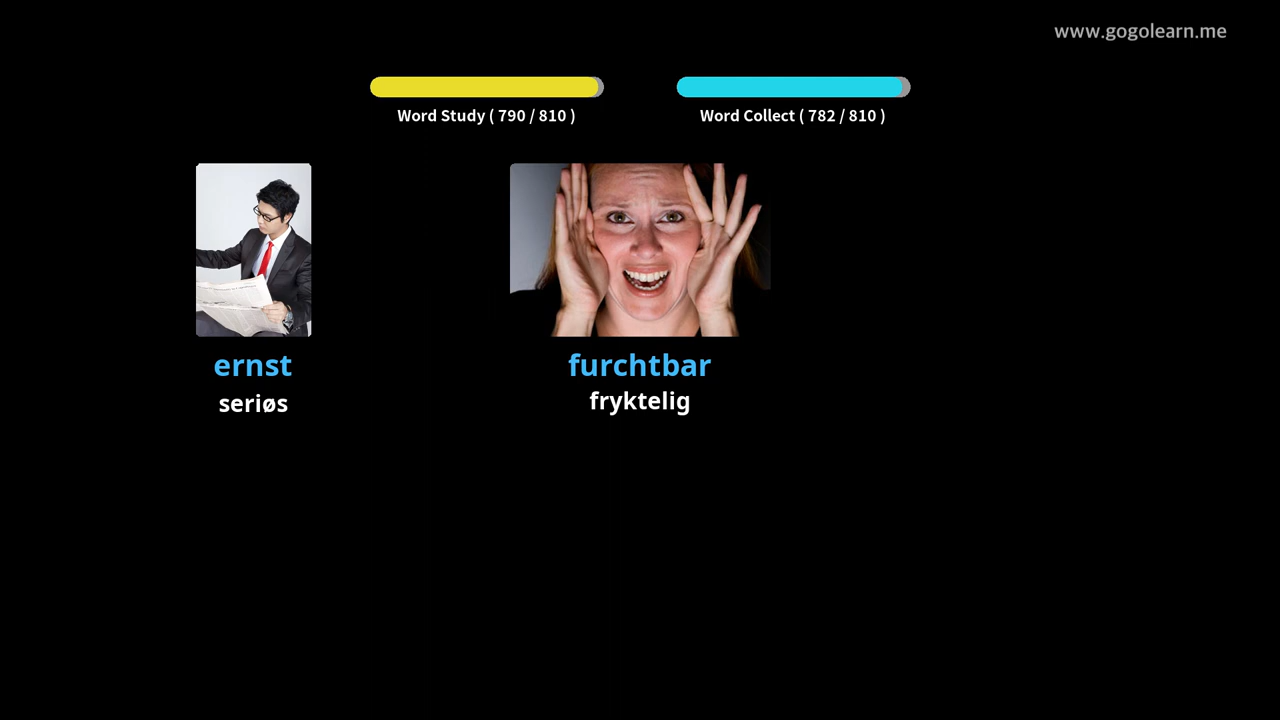 www.gogolearn.me
Word Study ( 790 / 810 )
Word Collect ( 782 / 810 )
ernst
seriøs
furchtbar
fryktelig